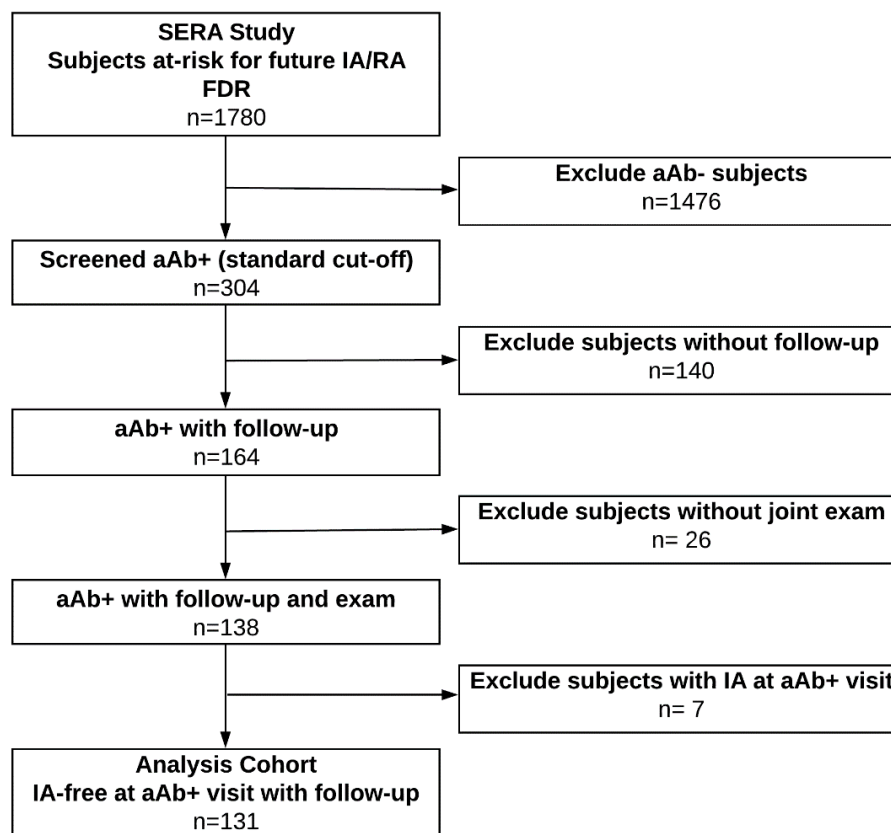 SERA Study
Subjects at-risk for future IA/RA
FDR
n=1780
Exclude aAb- subjects
n=1476
Screened aAb+ (standard cut-off)
n=304
Exclude subjects without follow-up
n=140
aAb+ with follow-up
n=164
Exclude subjects without joint exam
n= 26
aAb+ with follow-up and exam
n=138
Exclude subjects with IA at aAb+ visit
n= 7
Analysis Cohort
IA-free at aAb+ visit with follow-up
n=131